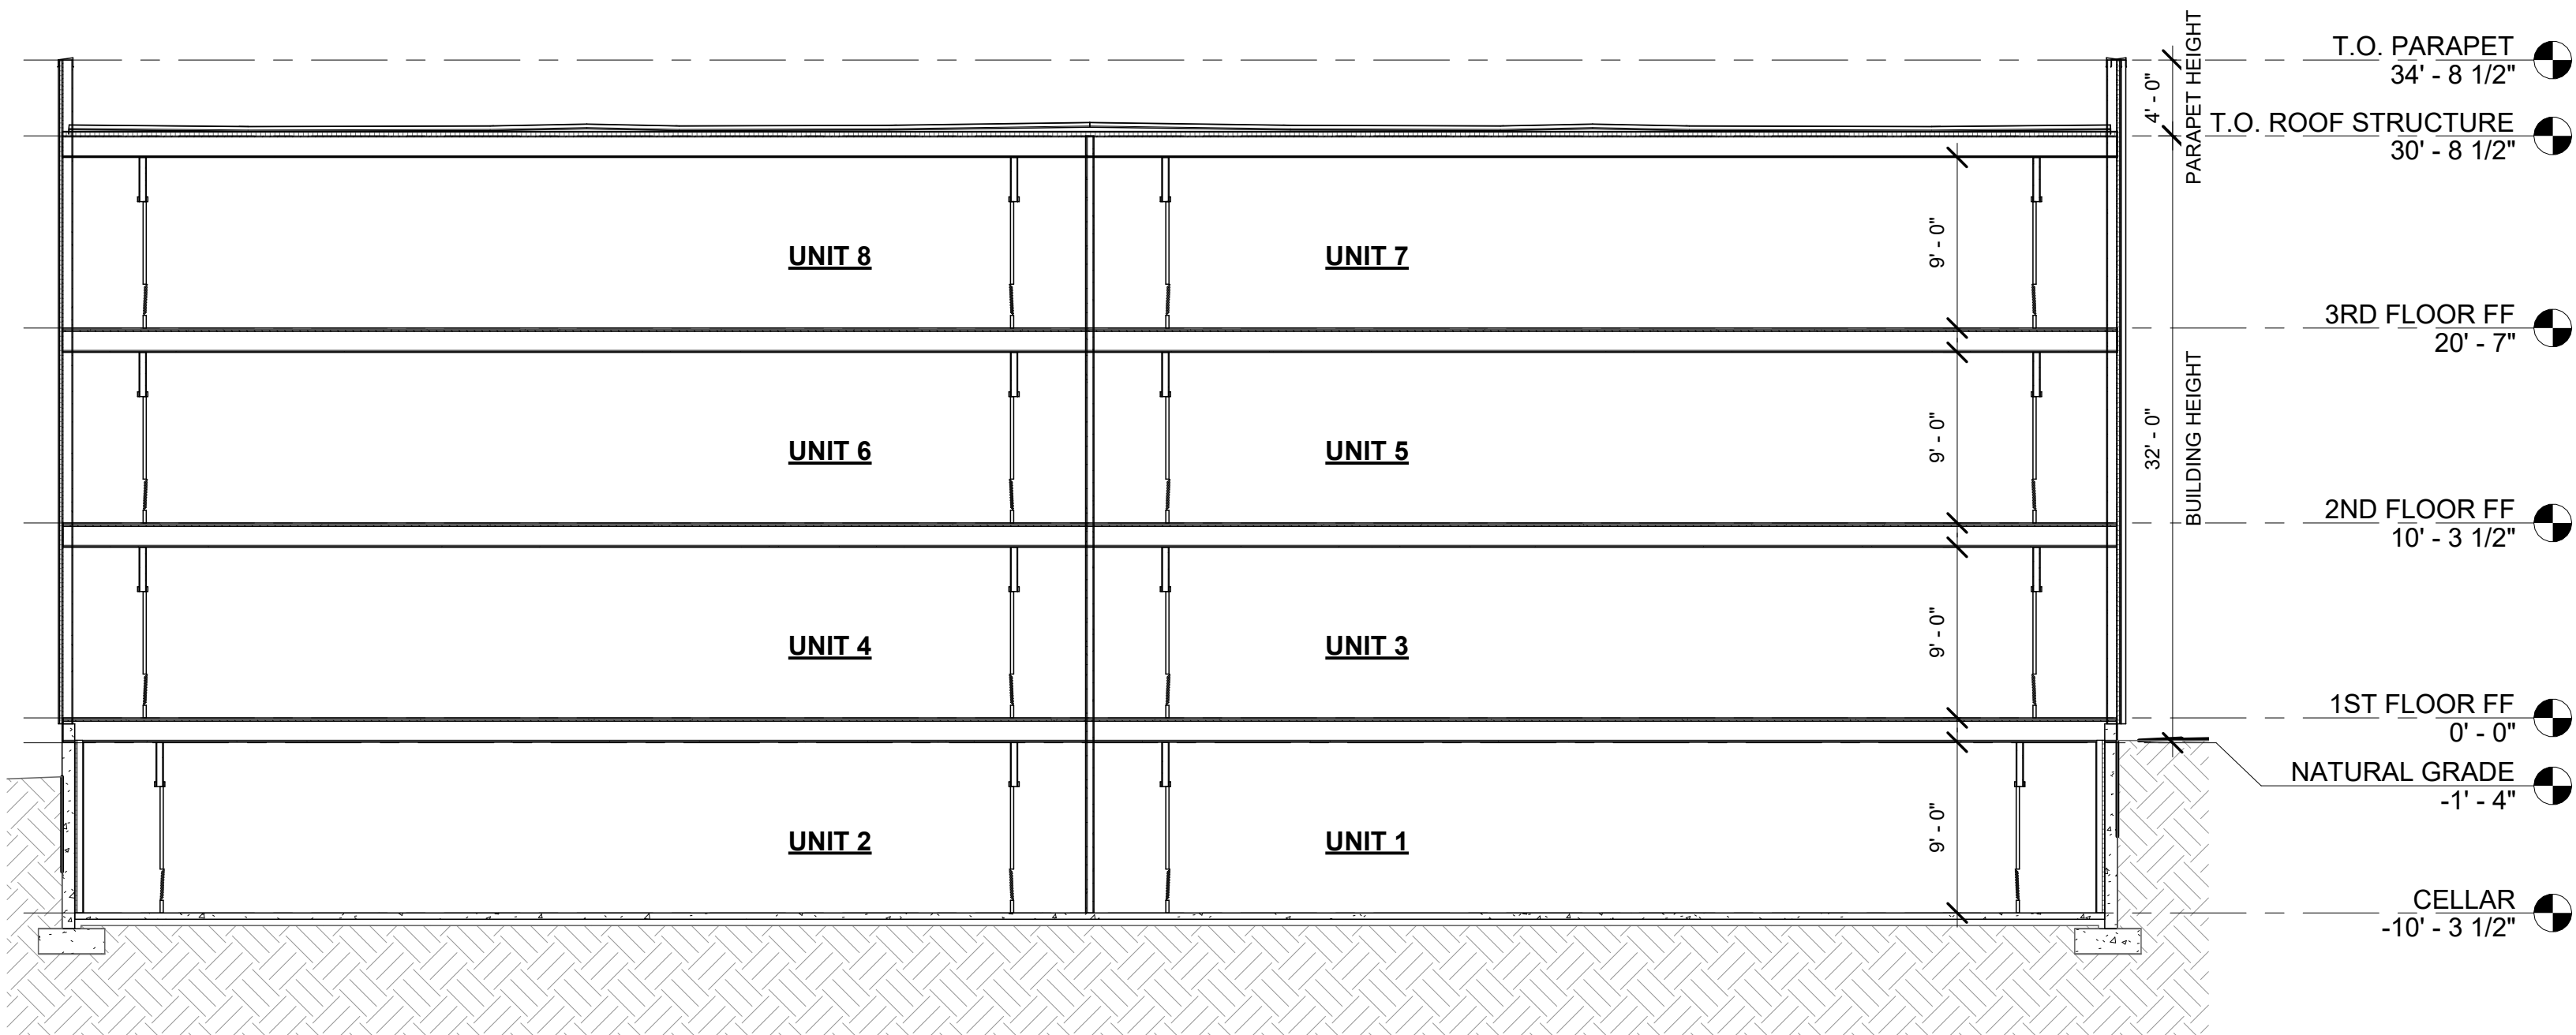 T.O. PARAPET
34' - 8 1/2"
PARAPET HEIGHT
4' - 0"
T.O. ROOF STRUCTURE
30' - 8 1/2"
UNIT 8
UNIT 7
9' - 0"
3RD FLOOR FF
20' - 7"
BUILDING HEIGHT
32' - 0"
UNIT 6
UNIT 5
9' - 0"
2ND FLOOR FF
10' - 3 1/2"
UNIT 4
UNIT 3
9' - 0"
1ST FLOOR FF
0' - 0"
NATURAL GRADE
-1' - 4"
UNIT 2
UNIT 1
9' - 0"
CELLAR
-10' - 3 1/2"